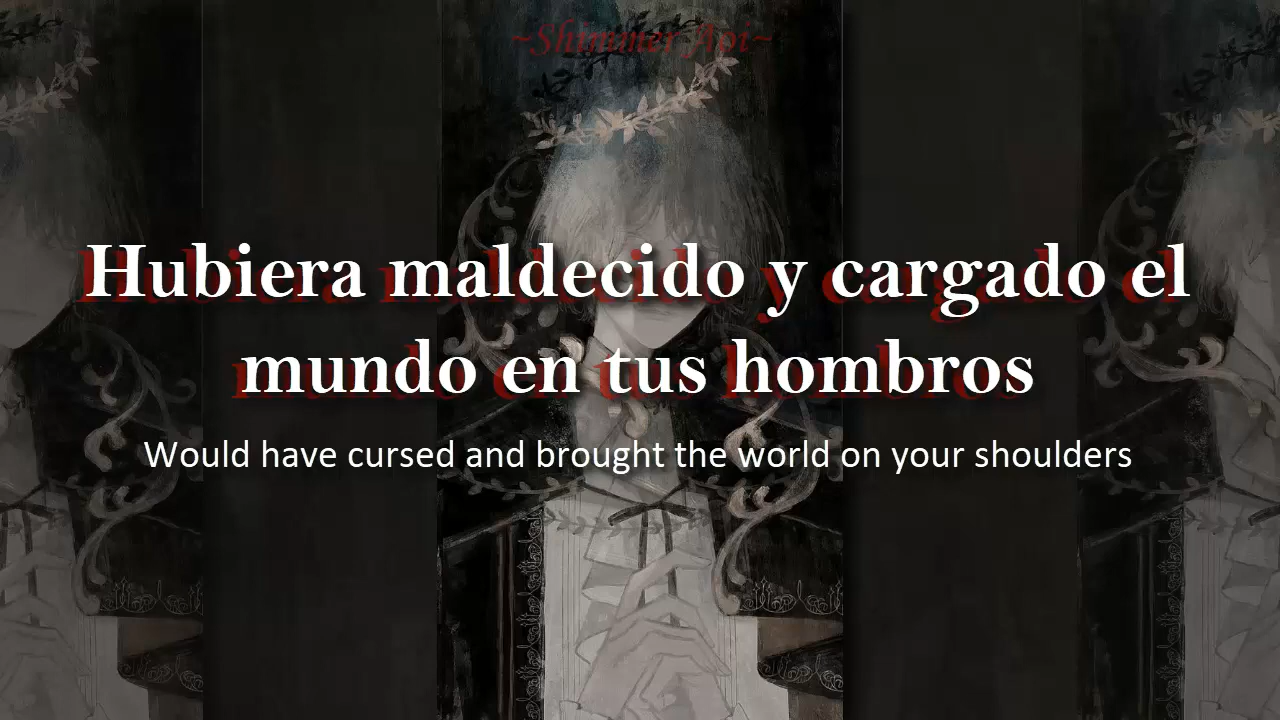 ~Shimmer Aoi~
Hubiera maldecido y cargado el
mundo en tus hombros
Would have cursed and brought the world on your shoulders